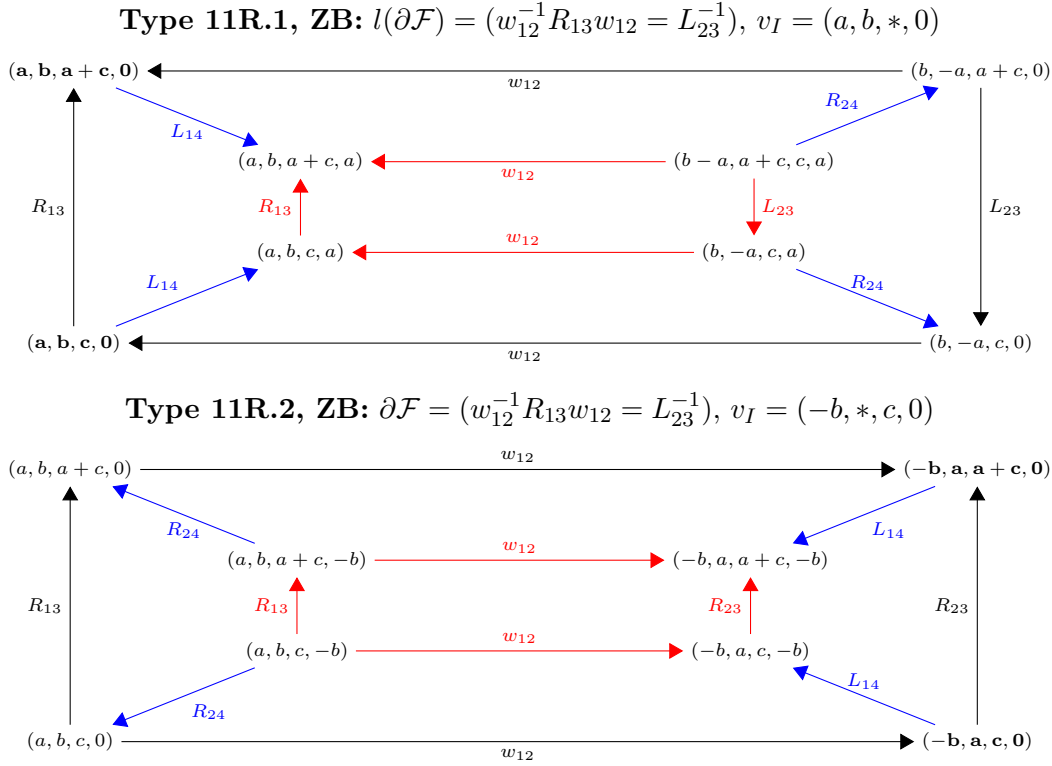 Type 11R.1, ZB: l(∂ℱ) = (w₁₂⁻¹R₁₃w₁₂ = L₂₃⁻¹), v_I = (a, b, ∗, 0)
(a, b, a + c, 0) w₁₂ (b, −a, a + c, 0)
L₁₄ R₂₄
(a, b, a + c, a) w₁₂ (b − a, a + c, c, a)
R₁₃ R₁₃ L₂₃ L₂₃
(a, b, c, a) w₁₂ (b, −a, c, a)
L₁₄ R₂₄
(a, b, c, 0) w₁₂ (b, −a, c, 0)
Type 11R.2, ZB: ∂ℱ = (w₁₂⁻¹R₁₃w₁₂ = L₂₃⁻¹), v_I = (−b, ∗, c, 0)
(a, b, a + c, 0) w₁₂ (−b, a, a + c, 0)
R₂₄ L₁₄
(a, b, a + c, −b) w₁₂ (−b, a, a + c, −b)
R₁₃ R₁₃ R₂₃ R₂₃
(a, b, c, −b) w₁₂ (−b, a, c, −b)
R₂₄ L₁₄
(a, b, c, 0) w₁₂ (−b, a, c, 0)